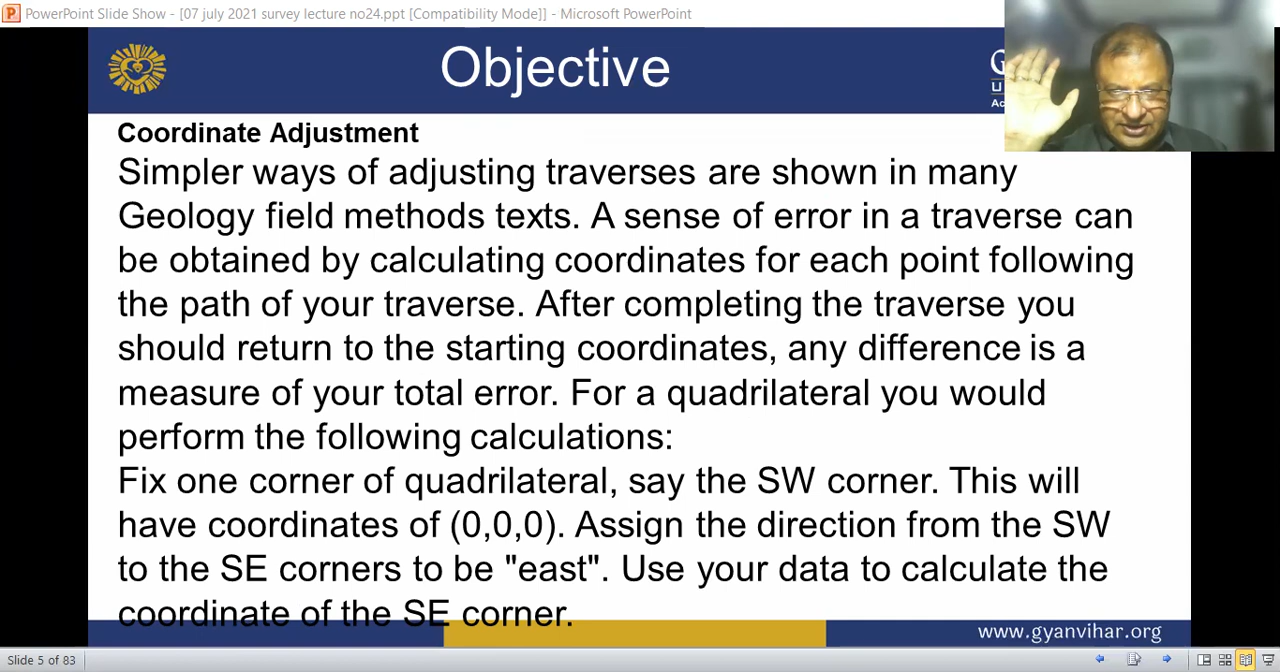 PowerPoint Slide Show - [07 july 2021 survey lecture no24.ppt [Compatibility Mode]] - Microsoft PowerPoint
Objective
Coordinate Adjustment
Simpler ways of adjusting traverses are shown in many
Geology field methods texts. A sense of error in a traverse can
be obtained by calculating coordinates for each point following
the path of your traverse. After completing the traverse you
should return to the starting coordinates, any difference is a
measure of your total error. For a quadrilateral you would
perform the following calculations:
Fix one corner of quadrilateral, say the SW corner. This will
have coordinates of (0,0,0). Assign the direction from the SW
to the SE corners to be "east". Use your data to calculate the
coordinate of the SE corner.
www.gyanvihar.org
Slide 5 of 83